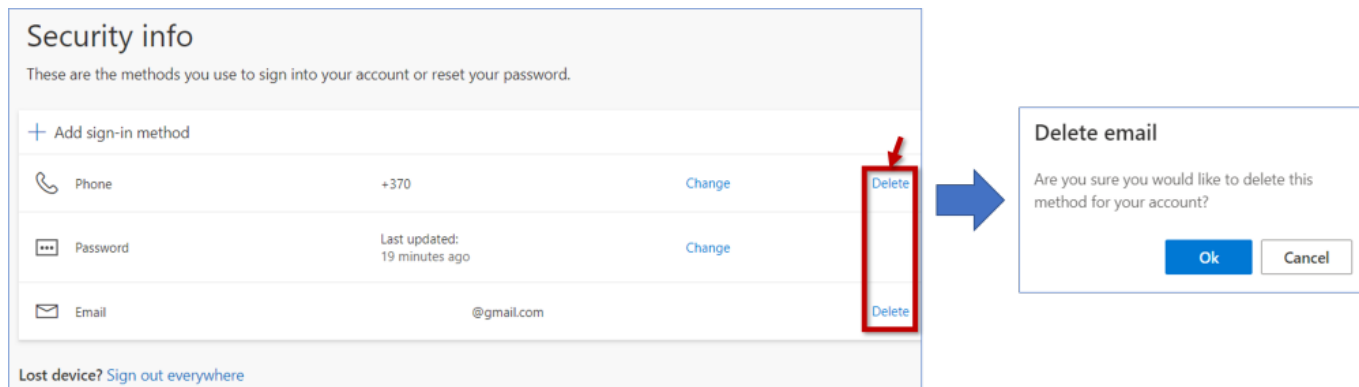 Security info
These are the methods you use to sign into your account or reset your password.
+ Add sign-in method
Phone +370 Change Delete
Password Last updated: Change
19 minutes ago
Email @gmail.com Delete
Lost device? Sign out everywhere
Delete email
Are you sure you would like to delete this
method for your account?
Ok Cancel